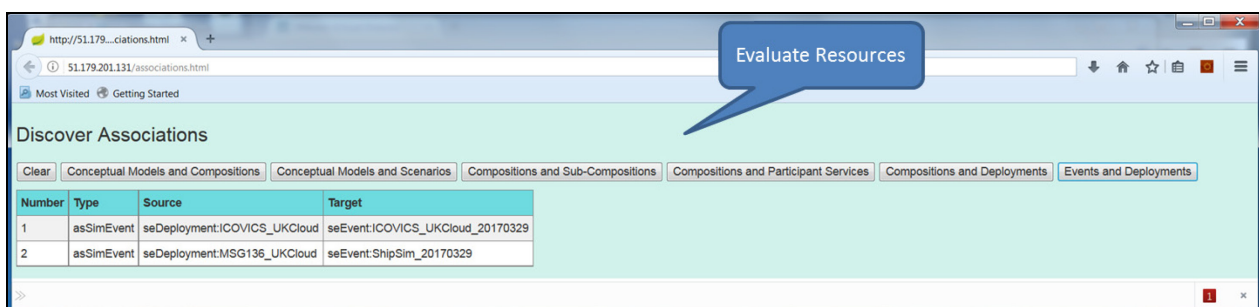 http://51.179....ciations.html × +
Evaluate Resources
51.179.201.131/associations.html
Most Visited Getting Started
Discover Associations
Clear Conceptual Models and Compositions Conceptual Models and Scenarios Compositions and Sub-Compositions Compositions and Participant Services Compositions and Deployments Events and Deployments
Number Type Source Target
1 asSimEvent seDeployment:ICOVICS_UKCloud seEvent:ICOVICS_UKCloud_20170329
2 asSimEvent seDeployment:MSG136_UKCloud seEvent:ShipSim_20170329
1